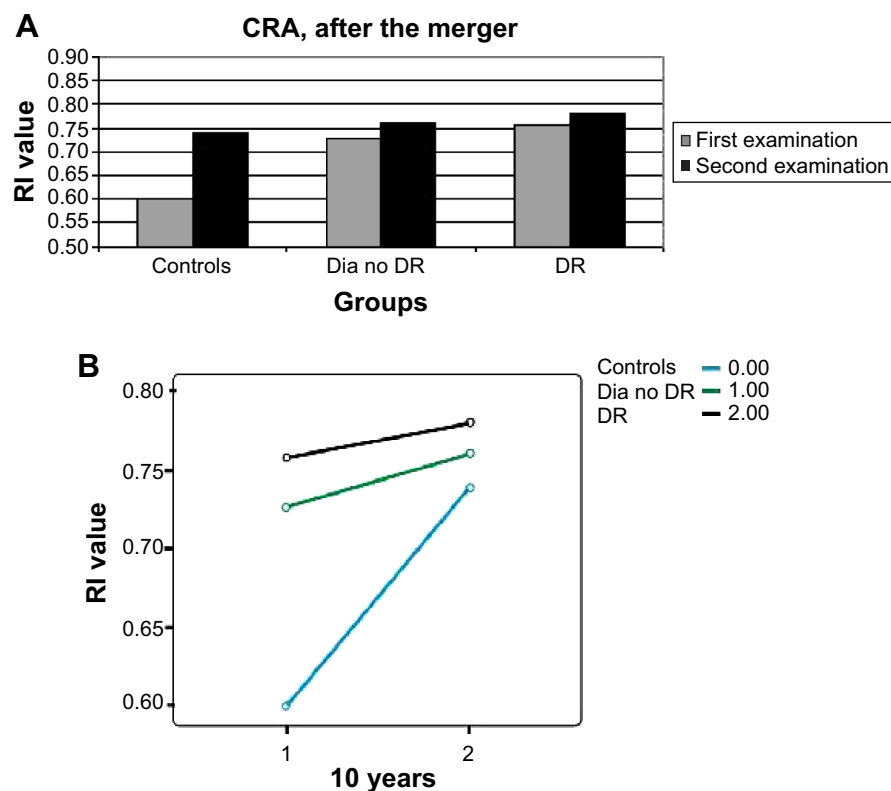 A
CRA, after the merger
RI value
0.90
0.85
0.80
0.75
0.70
0.65
0.60
0.55
0.50
Controls
Dia no DR
DR
Groups
First examination
Second examination
B
RI value
0.80
0.75
0.70
0.65
0.60
1
2
10 years
Controls 0.00
Dia no DR 1.00
DR 2.00